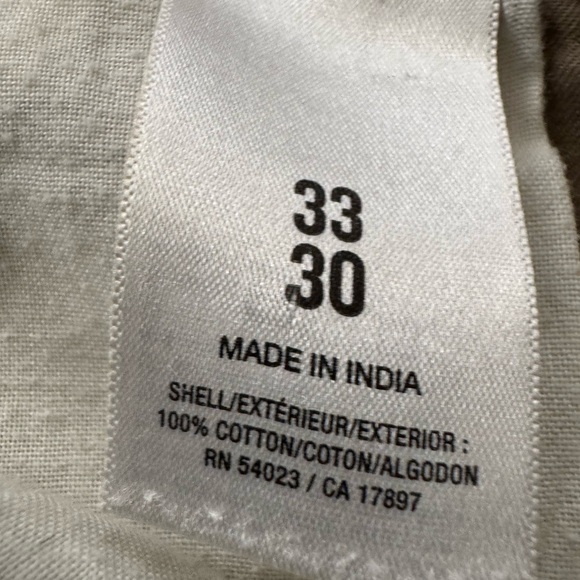 33
30
MADE IN INDIA
SHELL/EXTÉRIEUR/EXTERIOR :
100% COTTON/COTON/ALGODON
RN 54023 / CA 17897